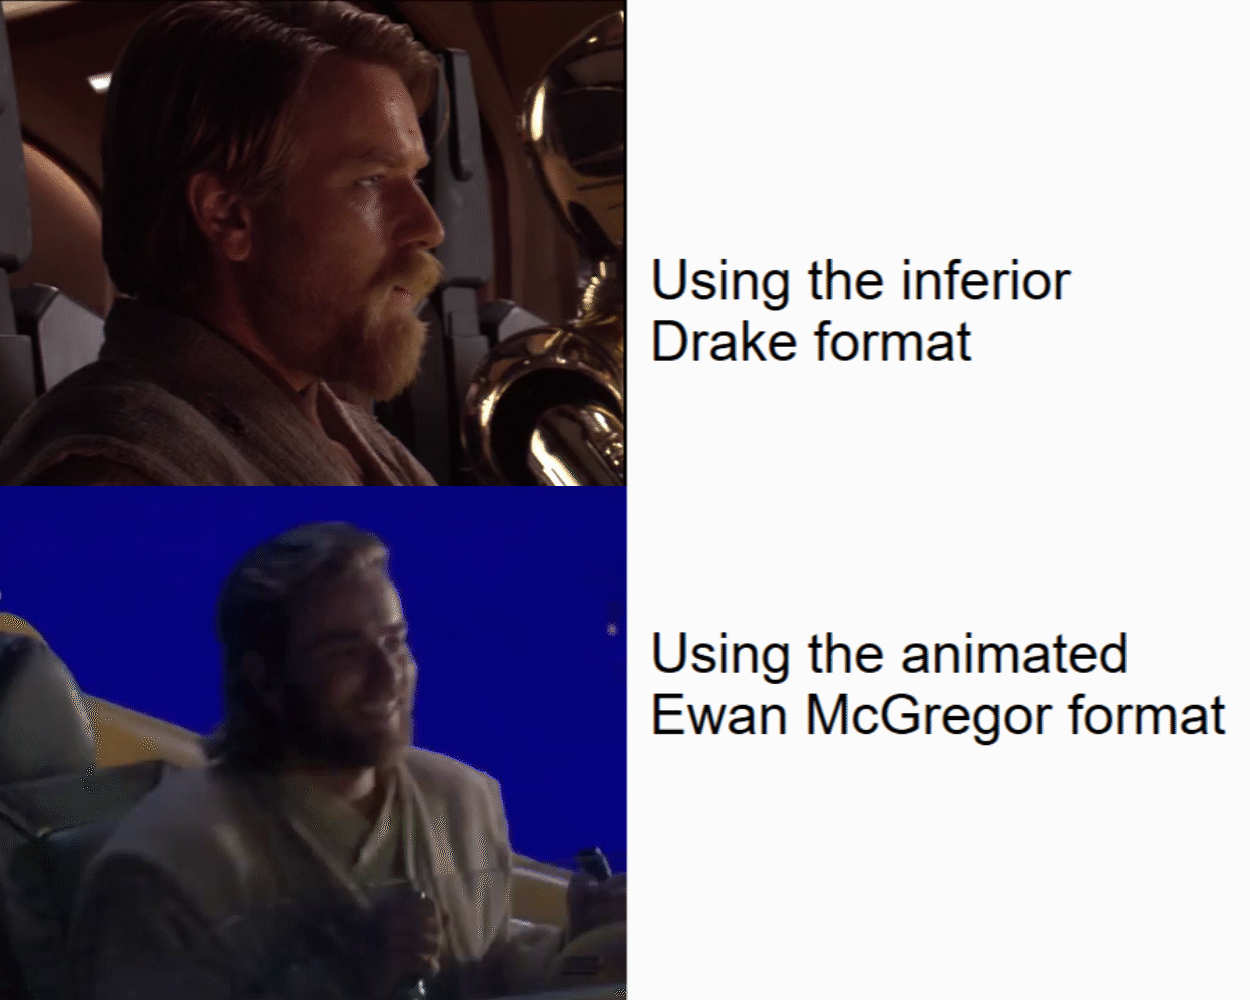 Using the inferior
Drake format
Using the animated
Ewan McGregor format